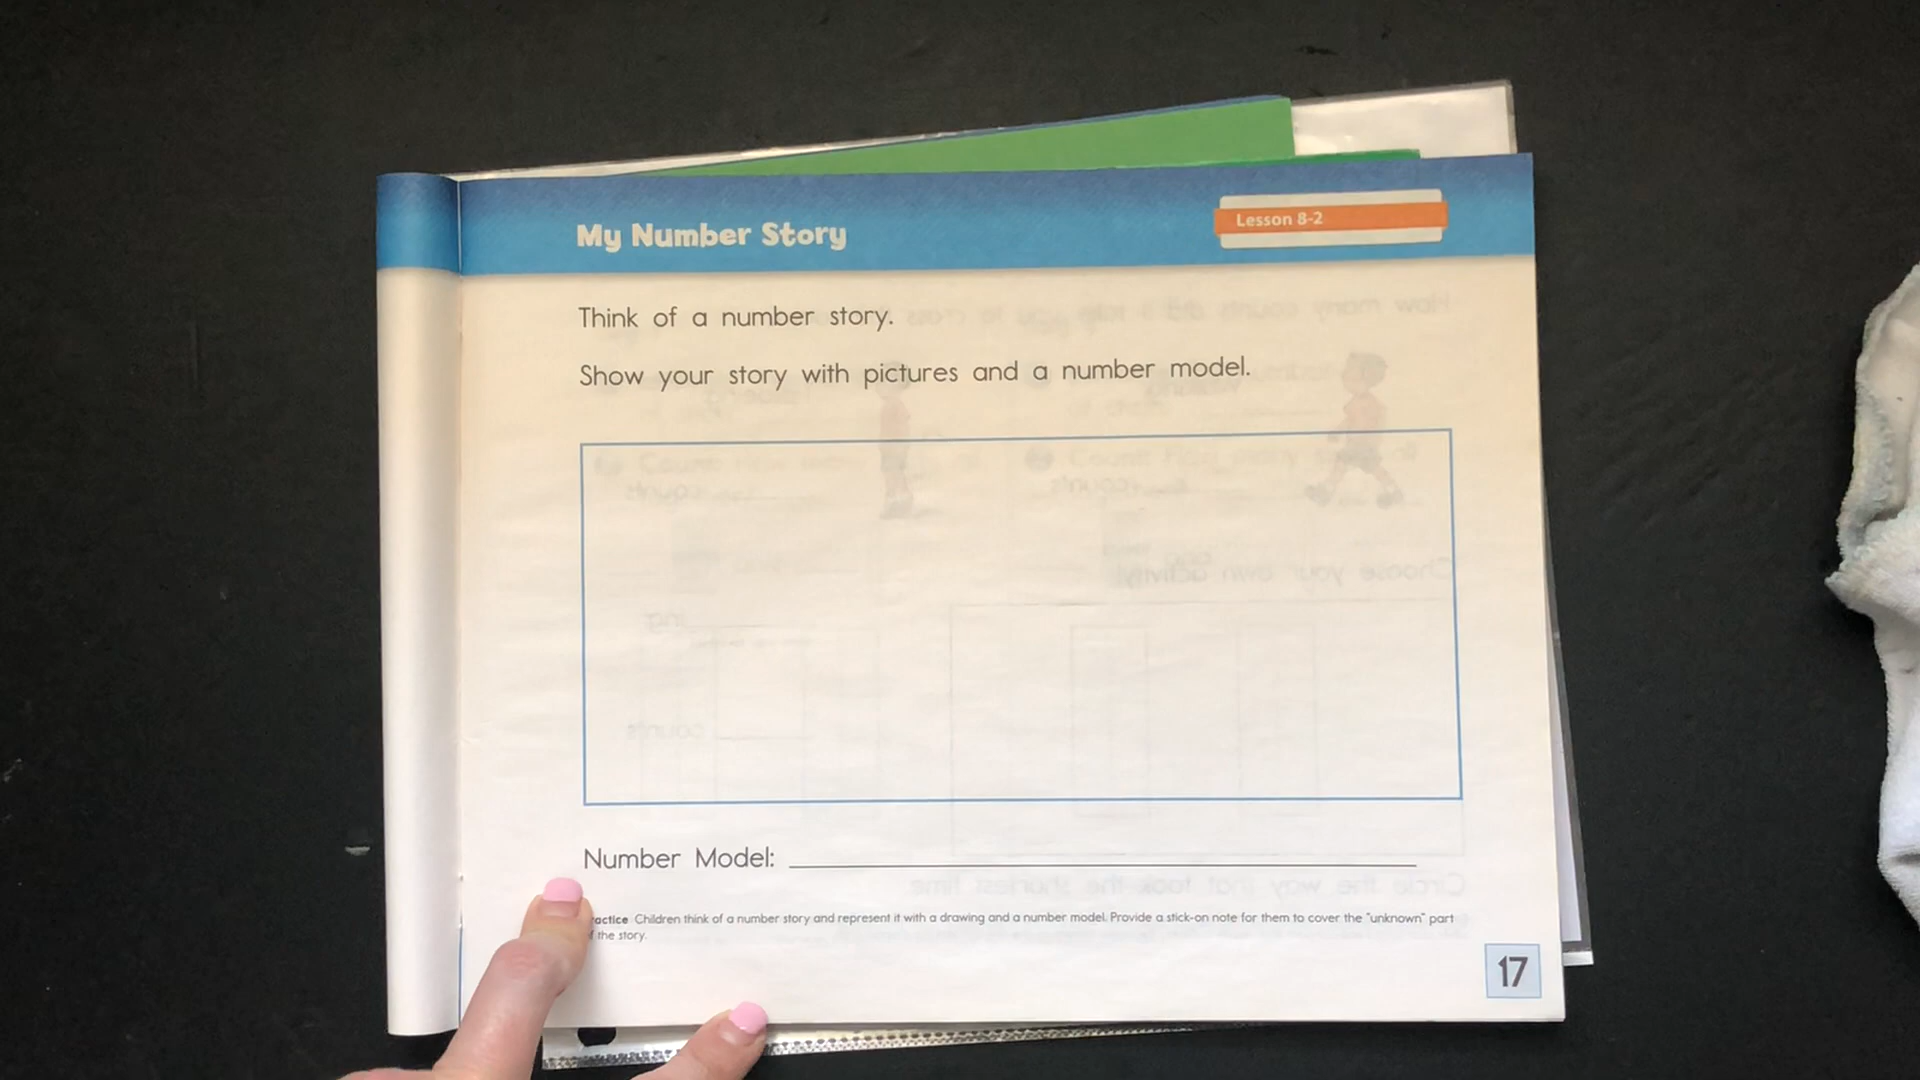 My Number Story
Lesson 8-2
Think of a number story.
Show your story with pictures and a number model.
Number Model:
actice Children think of a number story and represent it with a drawing and a number model. Provide a stick-on note for them to cover the "unknown" part
f the story.
17